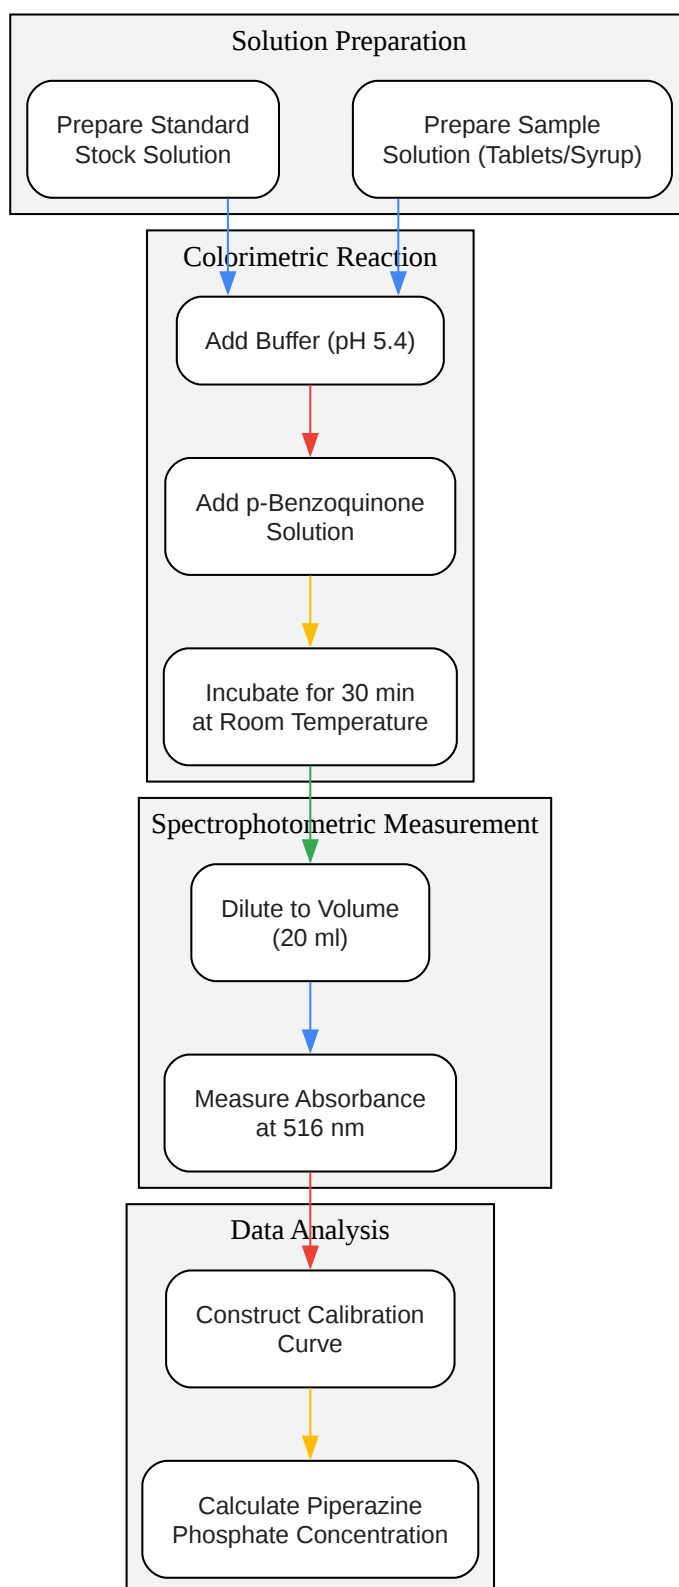 Solution Preparation
Prepare Standard
Stock Solution
Prepare Sample
Solution (Tablets/Syrup)
Colorimetric Reaction
Add Buffer (pH 5.4)
Add p-Benzoquinone
Solution
Incubate for 30 min
at Room Temperature
Spectrophotometric Measurement
Dilute to Volume
(20 ml)
Measure Absorbance
at 516 nm
Data Analysis
Construct Calibration
Curve
Calculate Piperazine
Phosphate Concentration